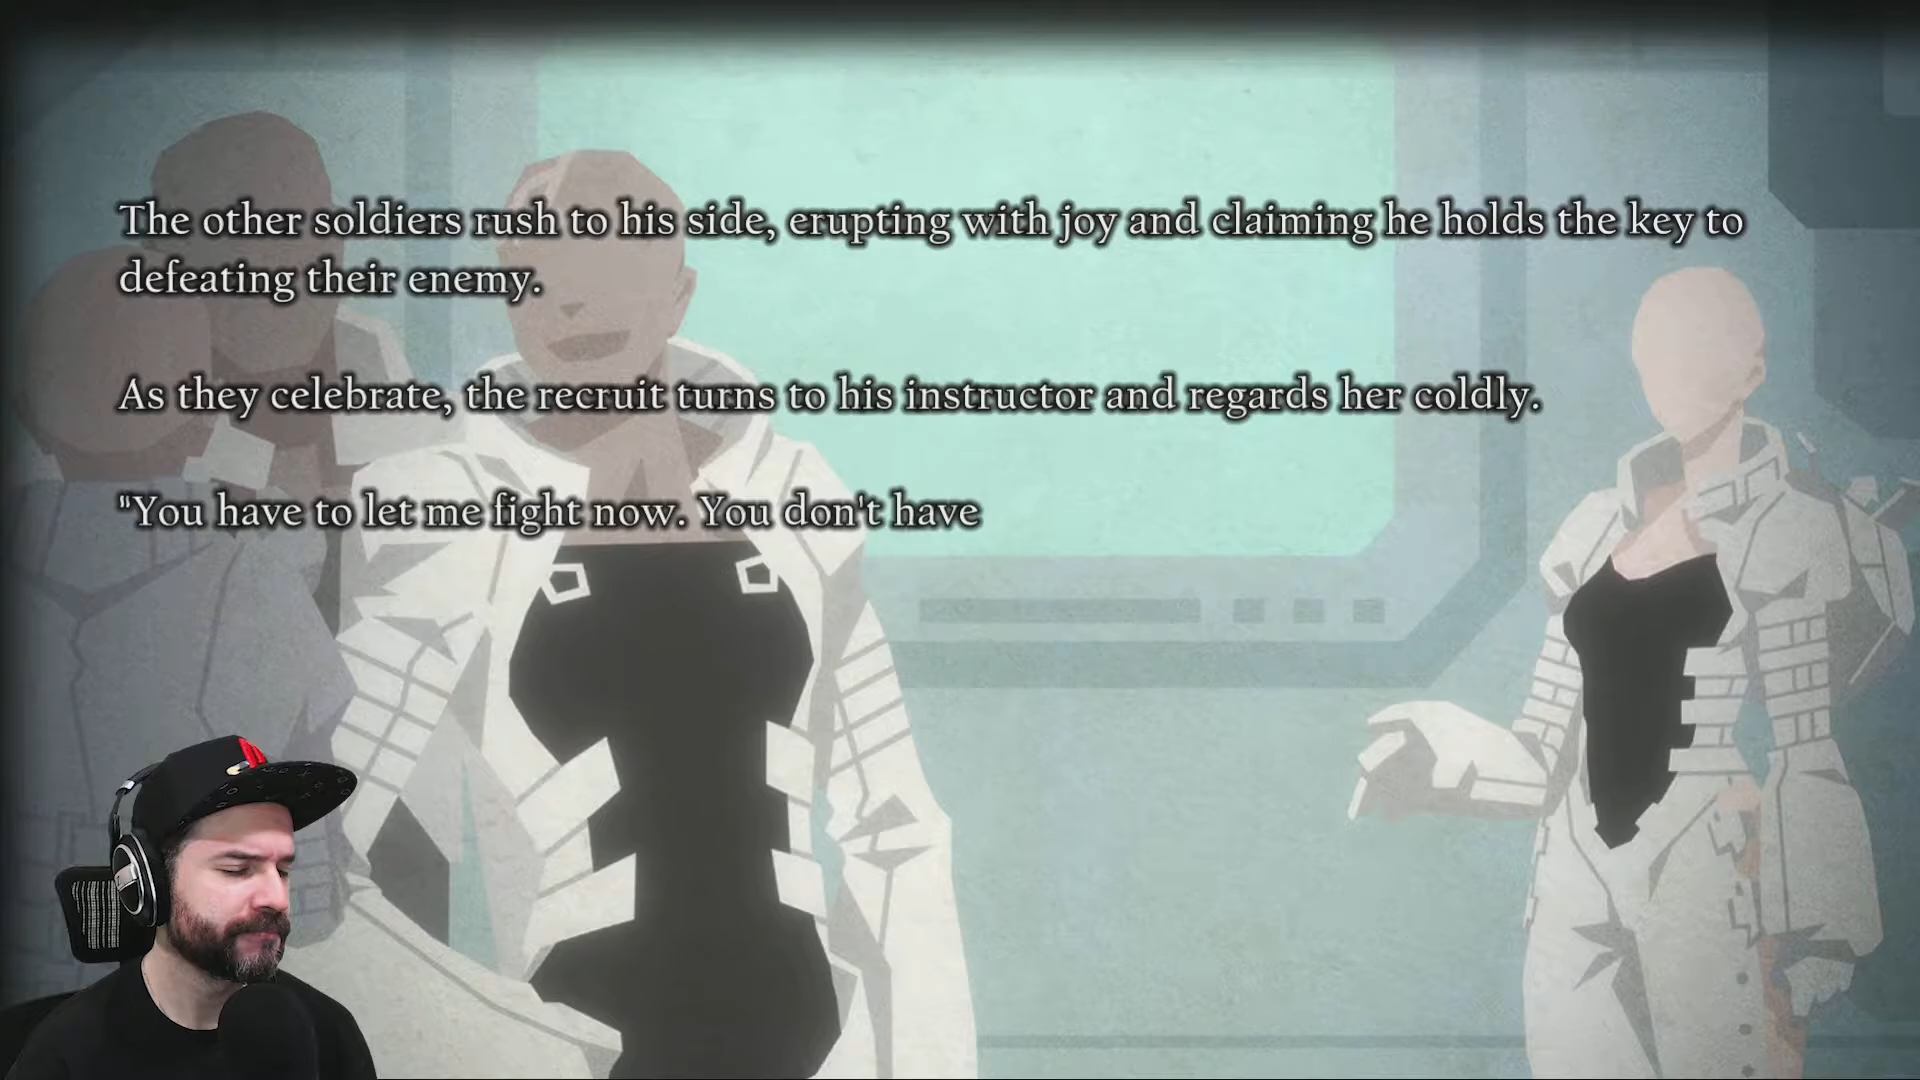 The other soldiers rush to his side, erupting with joy and claiming he holds the key to
defeating their enemy.
As they celebrate, the recruit turns to his instructor and regards her coldly.
"You have to let me fight now. You don't have